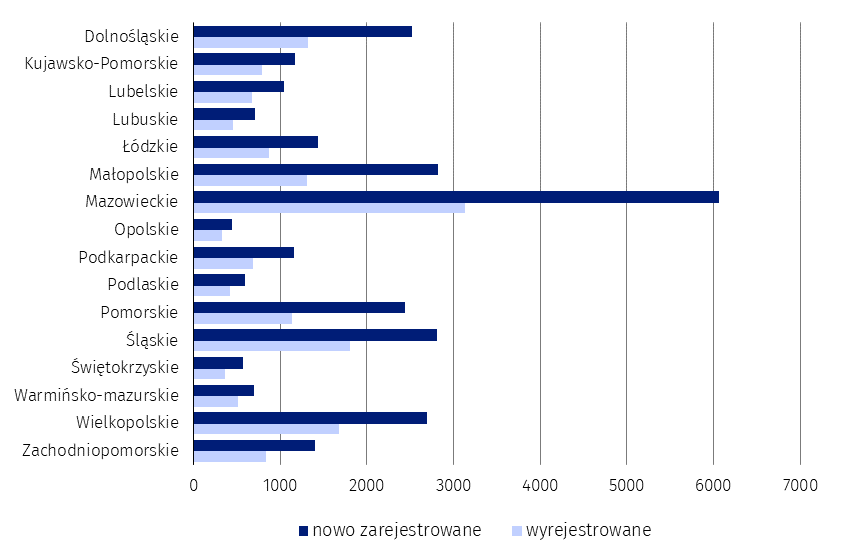 Dolnośląskie
Kujawsko-Pomorskie
Lubelskie
Lubuskie
Łódzkie
Małopolskie
Mazowieckie
Opolskie
Podkarpackie
Podlaskie
Pomorskie
Śląskie
Świętokrzyskie
Warmińsko-mazurskie
Wielkopolskie
Zachodniopomorskie
0 1000 2000 3000 4000 5000 6000 7000
nowo zarejestrowane wyrejestrowane